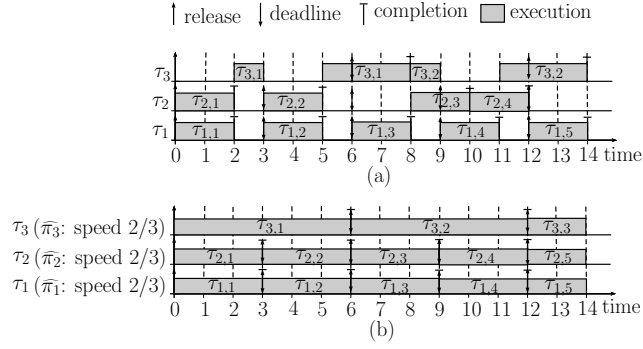 release deadline completion execution
τ3 τ3,1 τ3,1 τ3,2 τ3,2
τ2 τ2,1 τ2,2 τ2,3 τ2,4
τ1 τ1,1 τ1,2 τ1,3 τ1,4 τ1,5
0 1 2 3 4 5 6 7 8 9 10 11 12 13 14 time
(a)
τ3 (π̂3: speed 2/3) τ3,1 τ3,2 τ3,3
τ2 (π̂2: speed 2/3) τ2,1 τ2,2 τ2,3 τ2,4 τ2,5
τ1 (π̂1: speed 2/3) τ1,1 τ1,2 τ1,3 τ1,4 τ1,5
0 1 2 3 4 5 6 7 8 9 10 11 12 13 14 time
(b)